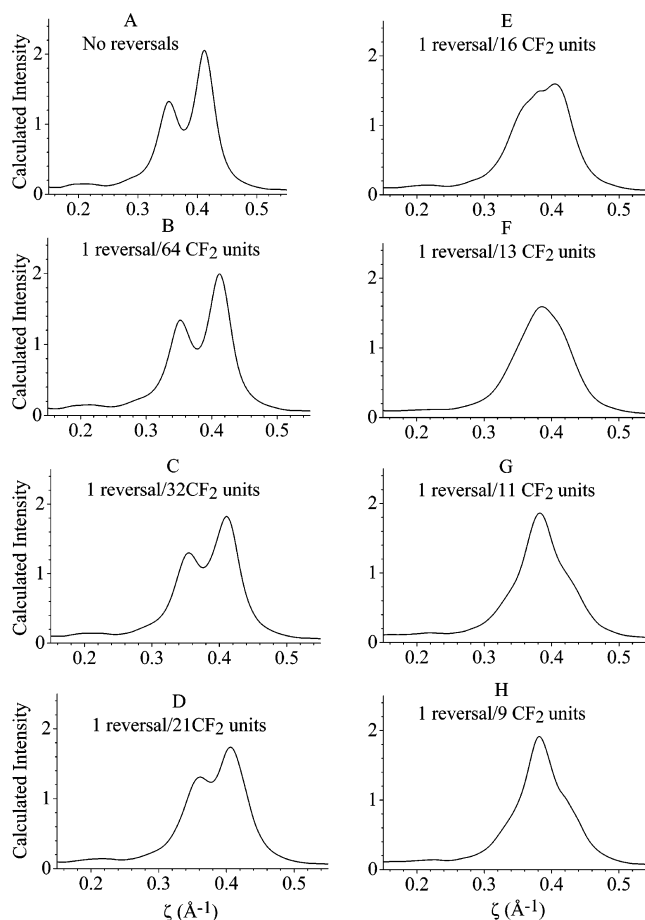 A
No reversals
Calculated Intensity
2
1
0
0.2 0.3 0.4 0.5
B
1 reversal/64 CF2 units
Calculated Intensity
2
1
0
0.2 0.3 0.4 0.5
C
1 reversal/32CF2 units
Calculated Intensity
2
1
0
0.2 0.3 0.4 0.5
D
1 reversal/21CF2 units
Calculated Intensity
2
1
0
0.2 0.3 0.4 0.5
ζ (Å-1)
E
1 reversal/16 CF2 units
2
1
0
0.2 0.3 0.4 0.5
F
1 reversal/13 CF2 units
2
1
0
0.2 0.3 0.4 0.5
G
1 reversal/11 CF2 units
2
1
0
0.2 0.3 0.4 0.5
H
1 reversal/9 CF2 units
2
1
0
0.2 0.3 0.4 0.5
ζ (Å-1)